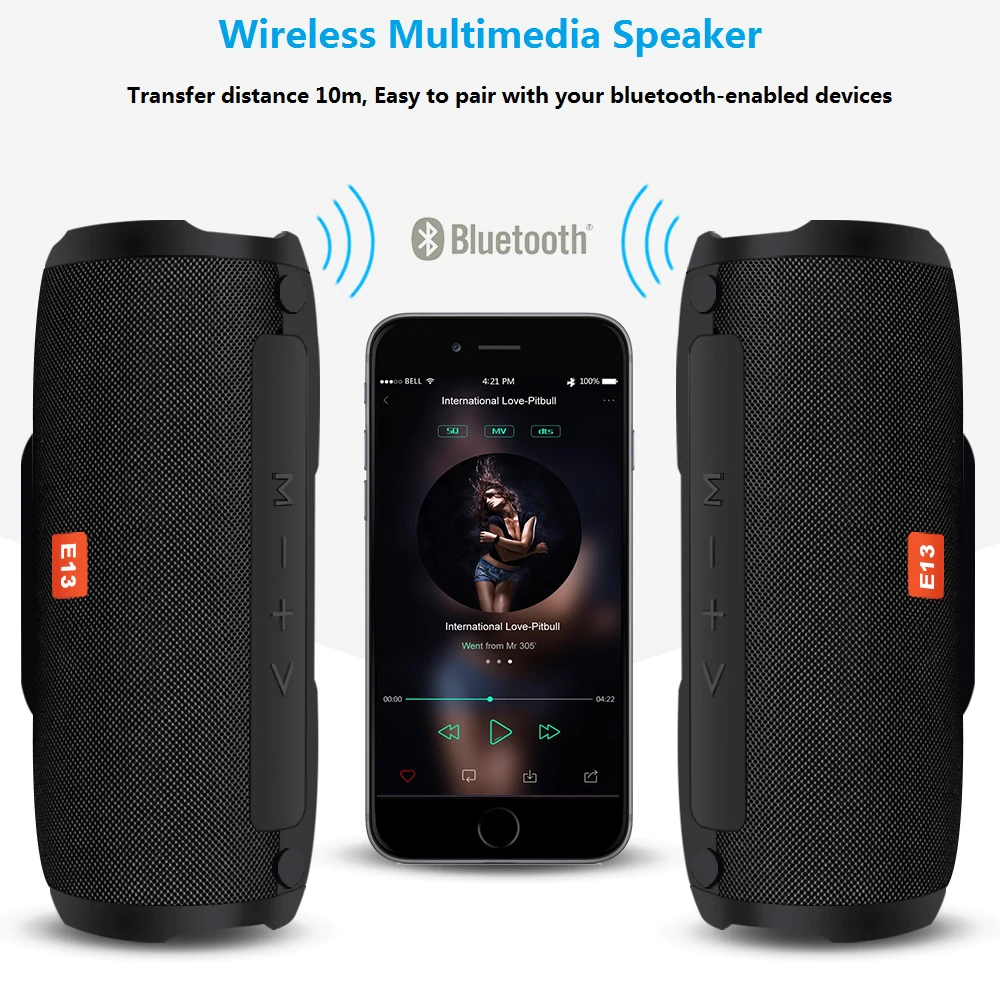 Wireless Multimedia Speaker
Transfer distance 10m, Easy to pair with your bluetooth-enabled devices
Bluetooth®
BELL 4:21 PM 100%
International Love-Pitbull
SQ MV dts
M
E13
M
E13
International Love-Pitbull
Went from Mr 305'
00:00 04:22